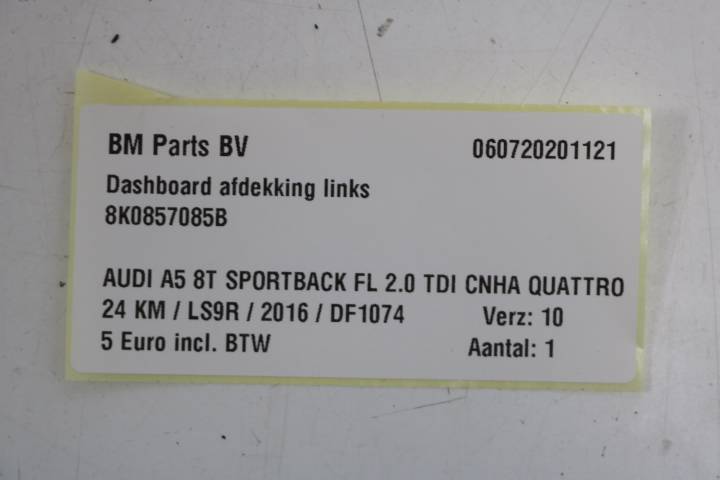 BM Parts BV 060720201121
Dashboard afdekking links
8K0857085B
AUDI A5 8T SPORTBACK FL 2.0 TDI CNHA QUATTRO
24 KM / LS9R / 2016 / DF1074 Verz: 10
5 Euro incl. BTW Aantal: 1